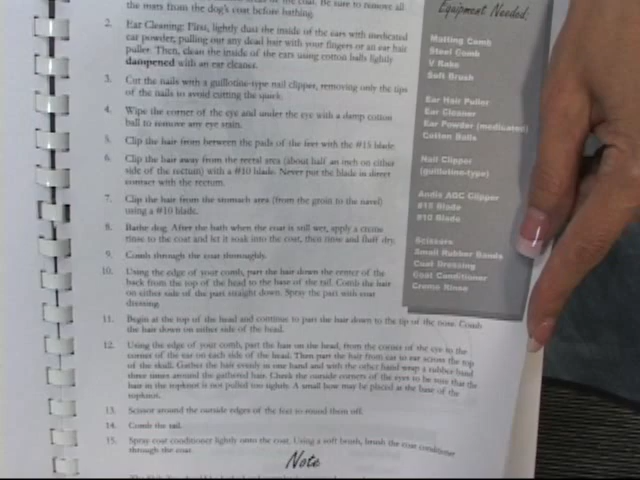 the mats from the dog's coat before bathing.
2. Ear Cleaning: First, lightly dust the inside of the ears with medicated
ear powder, pulling out any dead hair with your fingers or an ear hair
puller. Then, clean the inside of the ears using cotton balls lightly
dampened with an ear cleaner.
3. Cut the nails with a guillotine-type nail clipper, removing only the tips
of the nails to avoid cutting the quick.
4. Wipe the corner of the eye and under the eye with a damp cotton
ball to remove any eye stain.
5. Clip the hair from between the pads of the feet with the #15 blade.
6. Clip the hair away from the rectal area (about half an inch on either
side of the rectum) with a #10 blade. Never put the blade in direct
contact with the rectum.
7. Clip the hair from the stomach area (from the groin to the navel)
using a #10 blade.
8. Bathe dog. After the bath when the coat is still wet, apply a creme
rinse to the coat and let it soak into the coat, then rinse and fluff dry.
9. Comb through the coat thoroughly.
10. Using the edge of your comb, part the hair down the center of the
back from the top of the head to the base of the tail. Comb the hair
on either side of the part straight down. Spray the part with coat
dressing.
11. Begin at the top of the head and continue to part the hair down to the tip of the nose. Comb
the hair down on either side of the head.
12. Using the edge of your comb, part the hair on the head, from the corner of the eye to the
corner of the ear on each side of the head. Then part the hair from ear to ear across the top
of the skull. Gather the hair evenly in one hand and with the other hand wrap a rubber band
three times around the gathered hair. Check the outside corners of the eyes to be sure that the
hair in the topknot is not pulled too tightly. A small bow may be placed at the base of the
topknot.
13. Scissor around the outside edges of the feet to round them off.
14. Comb the tail.
15. Spray coat conditioner lightly onto the coat. Using a soft brush, brush the coat conditioner
through the coat.
Note
Equipment Needed:
Matting Comb
Steel Comb
V Rake
Soft Brush
Ear Hair Puller
Ear Cleaner
Ear Powder (medicated)
Cotton Balls
Nail Clipper
(guillotine-type)
Andis AGC Clipper
#15 Blade
#10 Blade
Scissors
Small Rubber Bands
Coat Dressing
Coat Conditioner
Creme Rinse